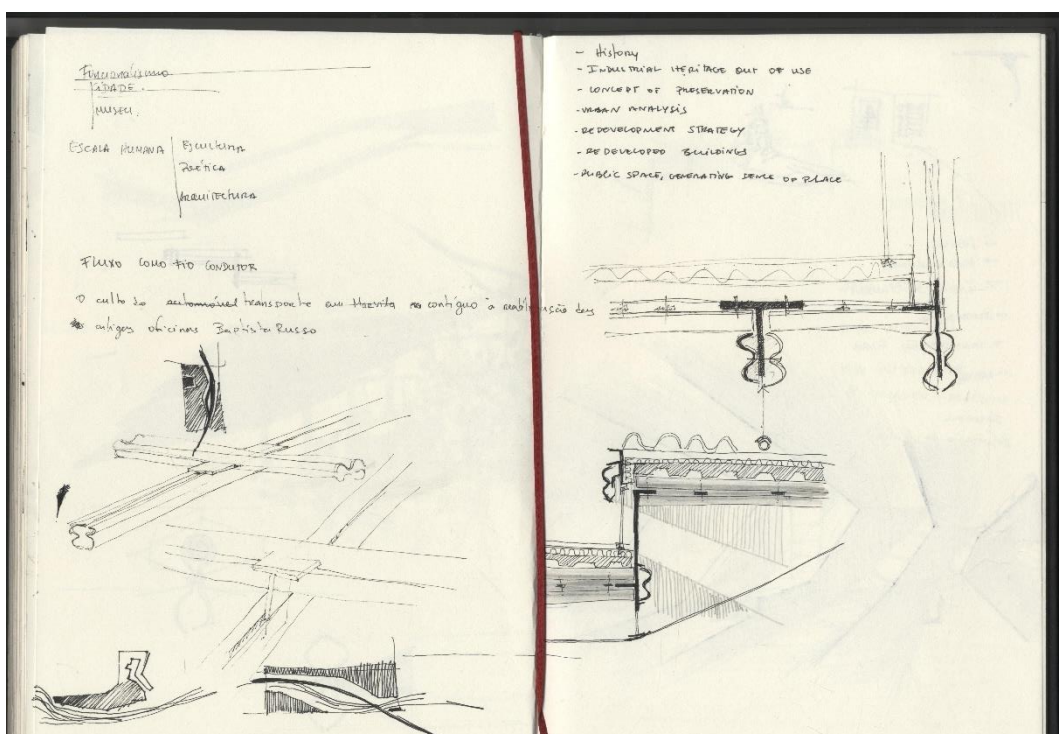 Funcionalismo
CIDADE.
MUSEU.
ESCALA HUMANA
Escultura
Poética
Arquitectura
FLUXO COMO FIO CONDUTOR
O culto do automóvel transporte em contíguo à reabilitação das
antigas oficinas Baptista Russo
- History
- INDUSTRIAL HERITAGE OUT OF USE
- CONCEPT OF PRESERVATION
- URBAN ANALYSIS
- REDEVELOPMENT STRATEGY
- REDEVELOPED BUILDINGS
- PUBLIC SPACE, GENERATING SENSE OF PLACE